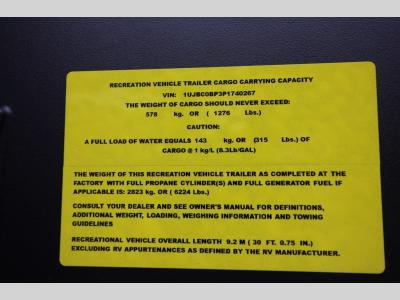 RECREATION VEHICLE TRAILER CARGO CARRYING CAPACITY
VIN: 1UJBC0BP3P1740267
THE WEIGHT OF CARGO SHOULD NEVER EXCEED:
578 kg. OR ( 1276 Lbs.)
CAUTION:
A FULL LOAD OF WATER EQUALS 143 kg. OR (315 Lbs.) OF
CARGO @ 1 kg/L (8.3Lb/GAL)
THE WEIGHT OF THIS RECREATION VEHICLE TRAILER AS COMPLETED AT THE
FACTORY WITH FULL PROPANE CYLINDER(S) AND FULL GENERATOR FUEL IF
APPLICABLE IS: 2823 kg. OR ( 6224 Lbs.)
CONSULT YOUR DEALER AND SEE OWNER'S MANUAL FOR DEFINITIONS,
ADDITIONAL WEIGHT, LOADING, WEIGHING INFORMATION AND TOWING
GUIDELINES
RECREATIONAL VEHICLE OVERALL LENGTH 9.2 M ( 30 FT. 0.75 IN.)
EXCLUDING RV APPURTENANCES AS DEFINED BY THE RV MANUFACTURER.